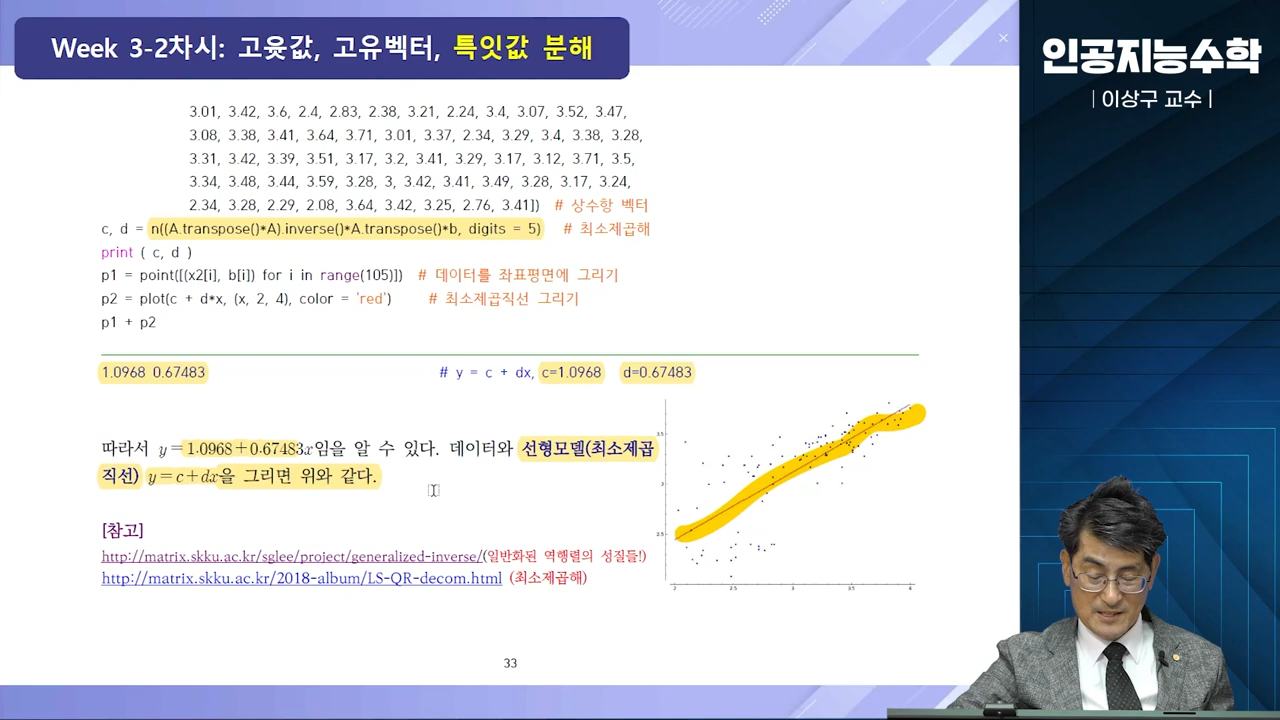 Week 3-2차시: 고윳값, 고유벡터, 특잇값 분해
인공지능수학
| 이상구 교수 |
3.01, 3.42, 3.6, 2.4, 2.83, 2.38, 3.21, 2.24, 3.4, 3.07, 3.52, 3.47,
3.08, 3.38, 3.41, 3.64, 3.71, 3.01, 3.37, 2.34, 3.29, 3.4, 3.38, 3.28,
3.31, 3.42, 3.39, 3.51, 3.17, 3.2, 3.41, 3.29, 3.17, 3.12, 3.71, 3.5,
3.34, 3.48, 3.44, 3.59, 3.28, 3, 3.42, 3.41, 3.49, 3.28, 3.17, 3.24,
2.34, 3.28, 2.29, 2.08, 3.64, 3.42, 3.25, 2.76, 3.41]) # 상수항 벡터
c, d = n((A.transpose()*A).inverse()*A.transpose()*b, digits = 5) # 최소제곱해
print ( c, d )
p1 = point([[(x2[i], b[i]) for i in range(105)]) # 데이터를 좌표평면에 그리기
p2 = plot(c + d*x, (x, 2, 4), color = 'red') # 최소제곱직선 그리기
p1 + p2
1.0968 0.67483 # y = c + dx, c=1.0968 d=0.67483
따라서 y=1.0968+0.67483x임을 알 수 있다. 데이터와 선형모델(최소제곱
직선) y=c+dx을 그리면 위와 같다.
3.5
3
2.5
2 2.5 3 3.5 4
[참고]
http://matrix.skku.ac.kr/sglee/project/generalized-inverse/(일반화된 역행렬의 성질들!)
http://matrix.skku.ac.kr/2018-album/LS-QR-decom.html (최소제곱해)
33